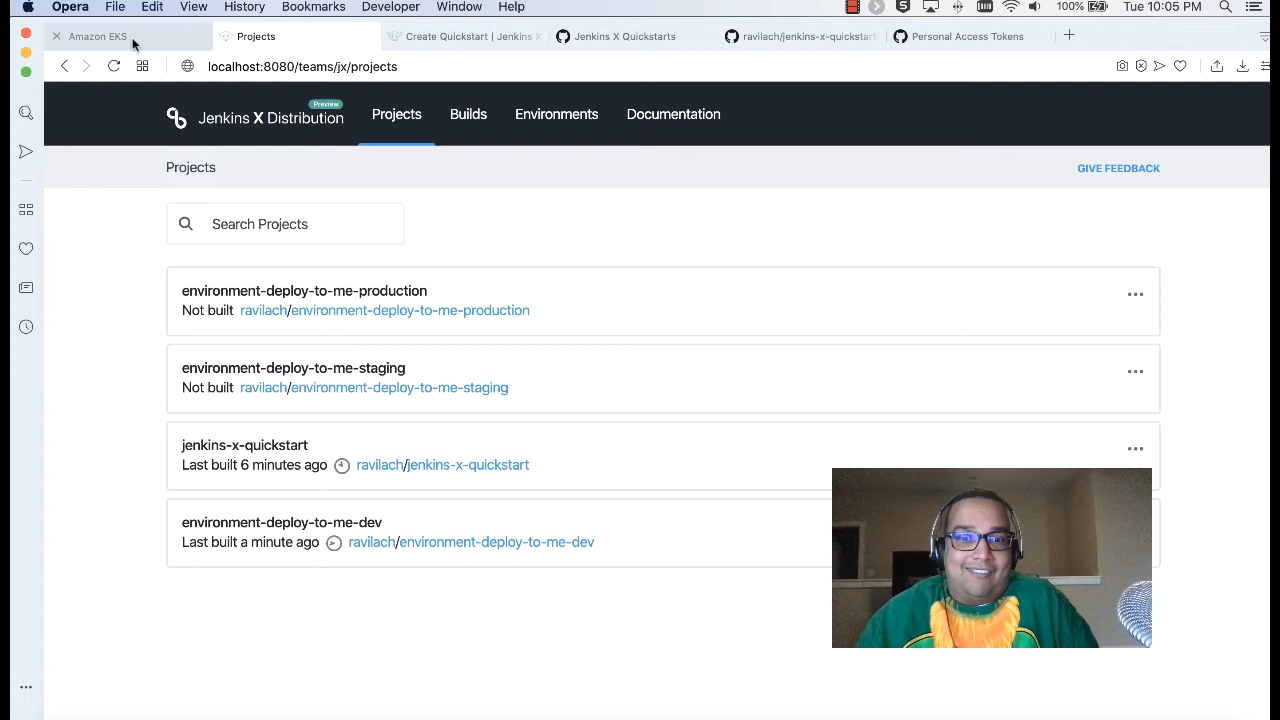 Opera File Edit View History Bookmarks Developer Window Help 100% Tue 10:05 PM
Amazon EKS Projects Create Quickstart | Jenkins X Jenkins X Quickstarts ravilach/jenkins-x-quickstart Personal Access Tokens
localhost:8080/teams/jx/projects
Preview
Jenkins X Distribution Projects Builds Environments Documentation
Projects GIVE FEEDBACK
Search Projects
environment-deploy-to-me-production
Not built ravilach/environment-deploy-to-me-production
environment-deploy-to-me-staging
Not built ravilach/environment-deploy-to-me-staging
jenkins-x-quickstart
Last built 6 minutes ago ravilach/jenkins-x-quickstart
environment-deploy-to-me-dev
Last built a minute ago ravilach/environment-deploy-to-me-dev